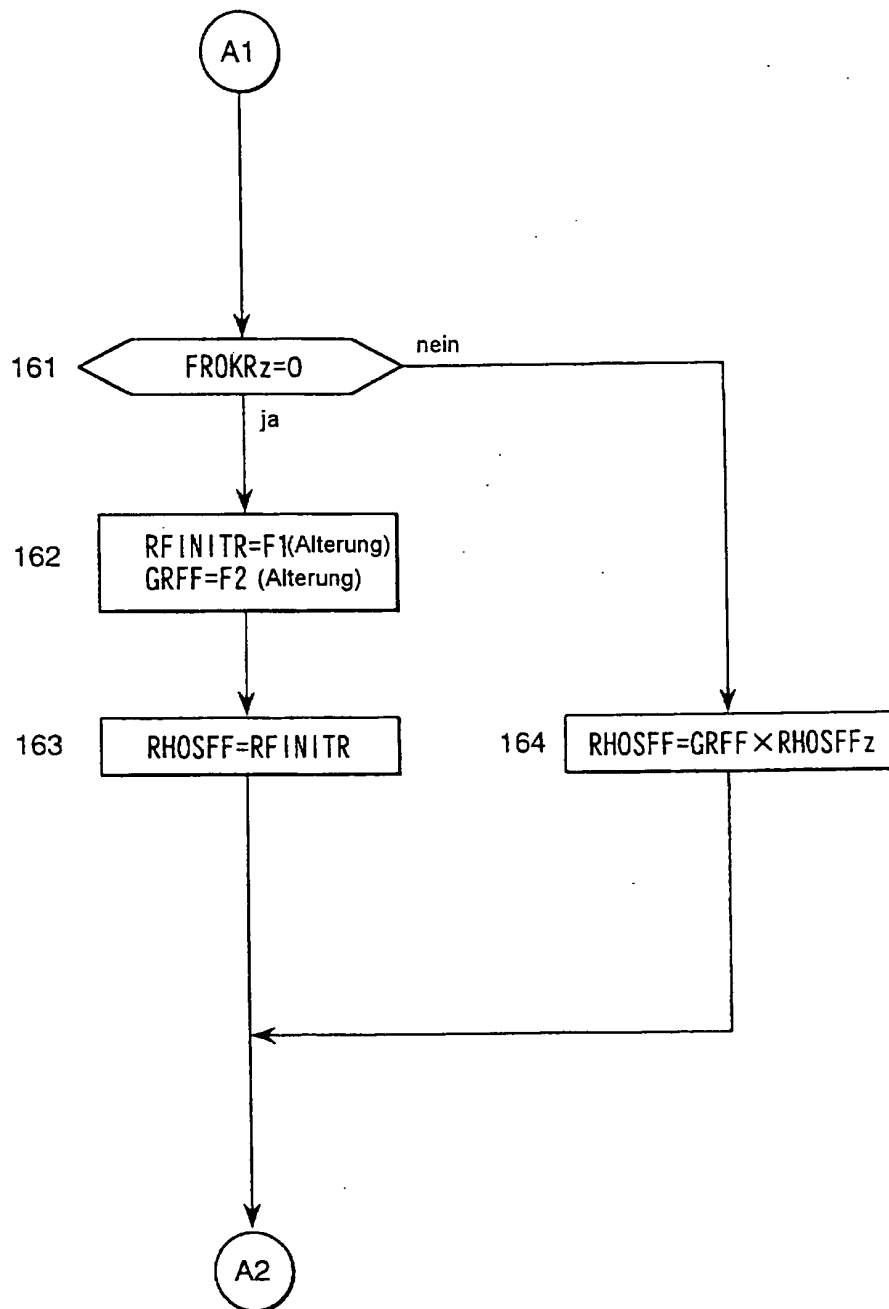 A1
161 FROKRz=0 nein
ja
162 RFINITR=F1(Alterung)
GRFF=F2 (Alterung)
163 RHOSFF=RFINITR
164 RHOSFF=GRFF×RHOSFFz
A2